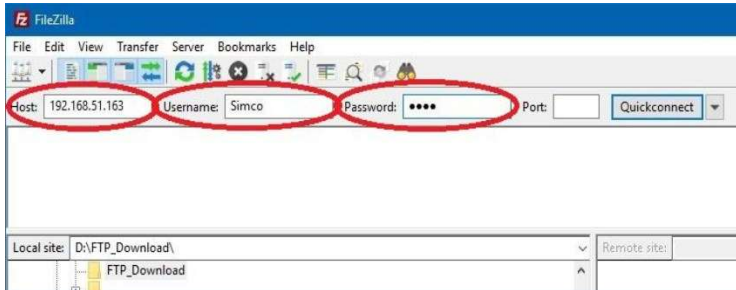 FileZilla
File Edit View Transfer Server Bookmarks Help
Host: 192.168.51.163 Username: Simco Password: •••• Port: Quickconnect
Local site: D:\FTP_Download\ Remote site:
FTP_Download